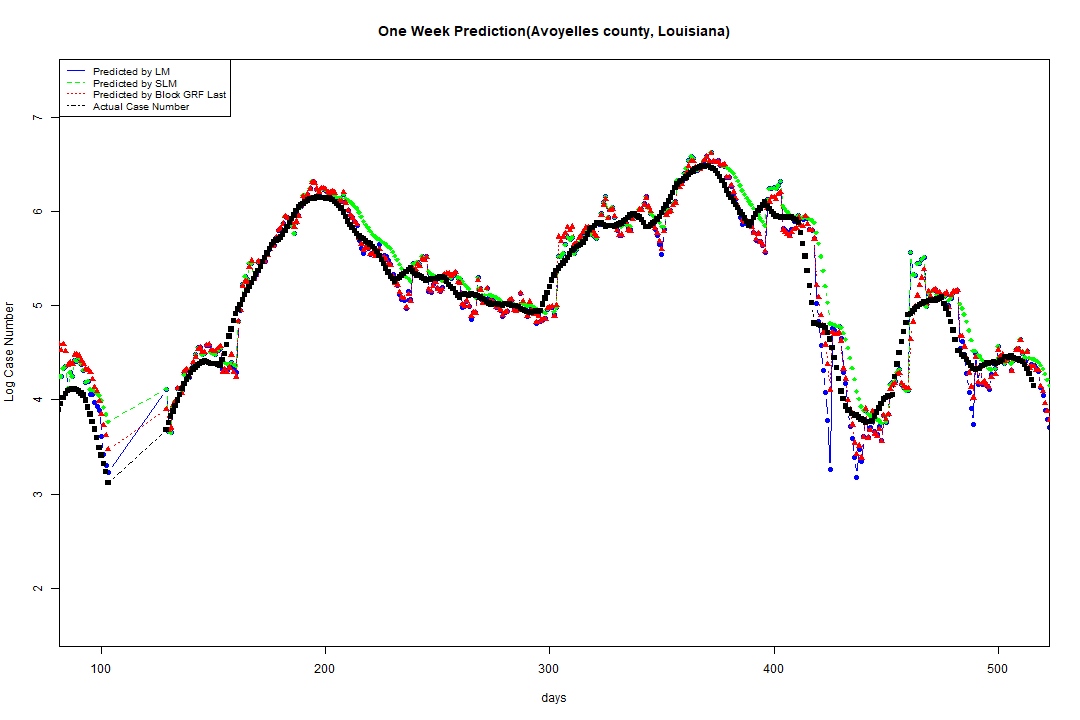 One Week Prediction(Avoyelles county, Louisiana)
Predicted by LM
Predicted by SLM
Predicted by Block GRF Last
Actual Case Number
Log Case Number
7
6
5
4
3
2
100 200 300 400 500
days